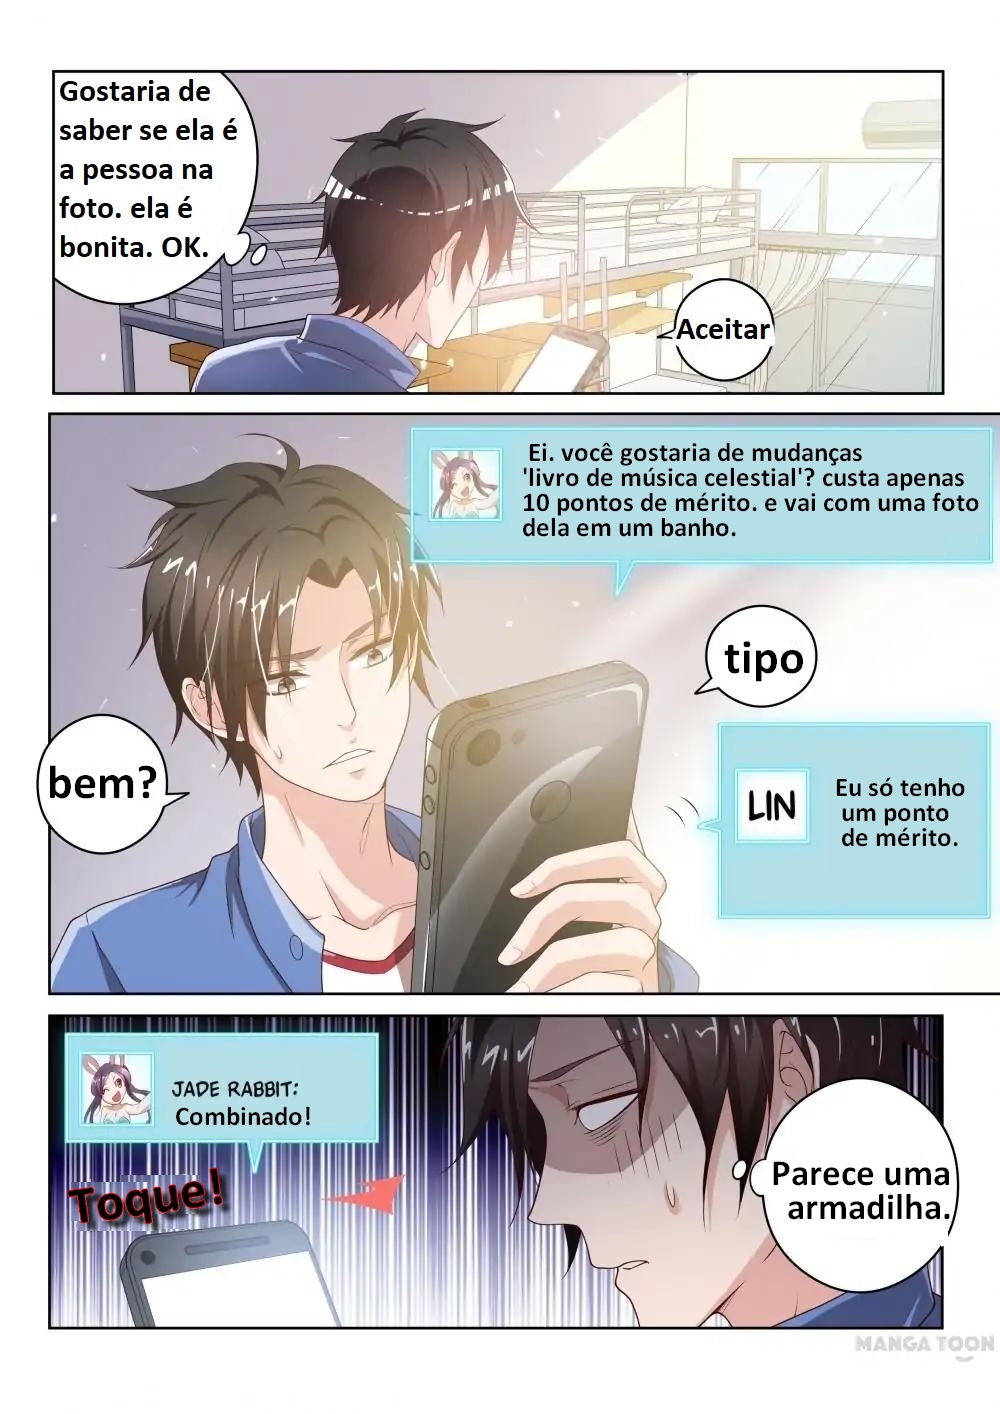 Gostaria de
saber se ela é
a pessoa na
foto. ela é
bonita. OK.
Aceitar
Ei. você gostaria de mudanças
'livro de música celestial'? custa apenas
10 pontos de mérito. e vai com uma foto
dela em um banho.
tipo
bem?
LIN
Eu só tenho
um ponto
de mérito.
JADE RABBIT:
Combinado!
Toque!
Parece uma
armadilha.
MANGA TOON